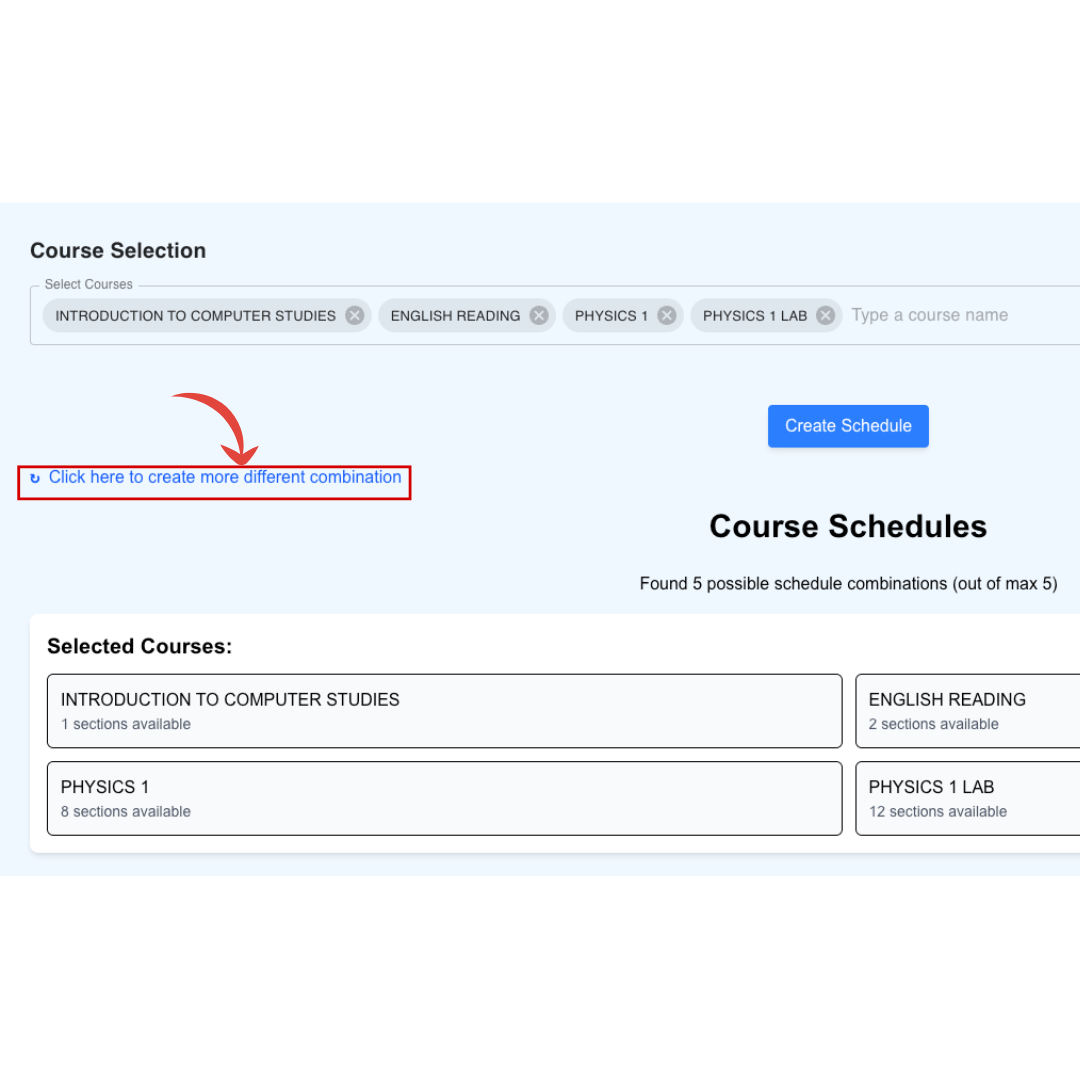 Course Selection
Select Courses
INTRODUCTION TO COMPUTER STUDIES ENGLISH READING PHYSICS 1 PHYSICS 1 LAB Type a course name
Create Schedule
↻ Click here to create more different combination
Course Schedules
Found 5 possible schedule combinations (out of max 5)
Selected Courses:
INTRODUCTION TO COMPUTER STUDIES
1 sections available
ENGLISH READING
2 sections available
PHYSICS 1
8 sections available
PHYSICS 1 LAB
12 sections available